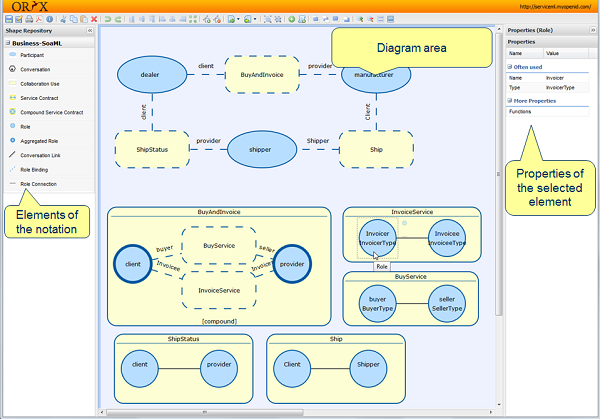 ORYX
http://serviceml.myopenid.com/
Shape Repository
Business-SoaML
Participant
Conversation
Collaboration Use
Service Contract
Compound Service Contract
Role
Aggregated Role
Conversation Link
Role Binding
Role Connection
Elements of
the notation
Diagram area
dealer
client
BuyAndInvoice
provider
manufacturer
client
Client
ShipStatus
provider
shipper
Shipper
Ship
BuyAndInvoice
client
buyer
BuyService
seller
provider
Invoicee
Invoicer
InvoiceService
[compound]
InvoiceService
Invoicer
InvoicerType
Invoicee
InvoiceeType
Role
BuyService
buyer
BuyerType
seller
SellerType
ShipStatus
client
provider
Ship
Client
Shipper
Properties (Role)
Properties
Name Value
Often used
Name Invoicer
Type InvoicerType
More Properties
Functions
Properties of
the selected
element